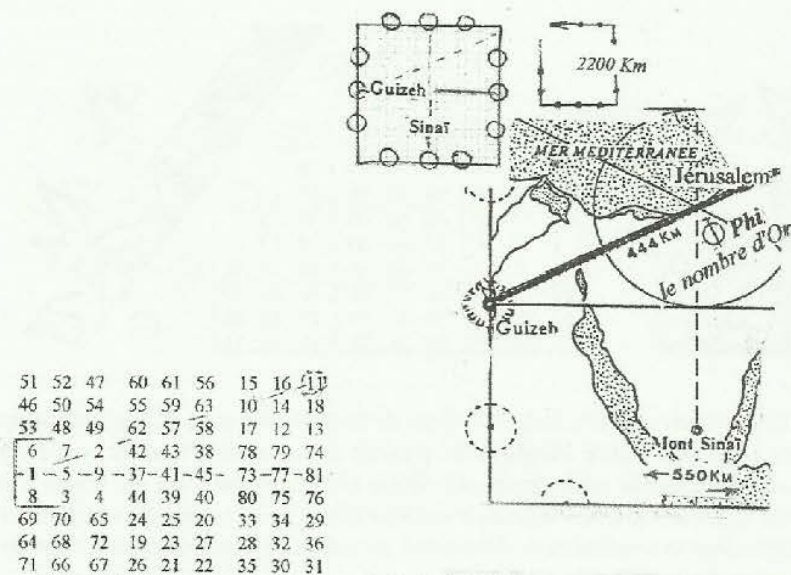 Guizeh
Sinaï
2200 Km
MER MEDITERRANÉE
Jérusalem
444 KM
Phi
le nombre d'Or
Guizeh
Mont Sinaï
550 KM
51 52 47 60 61 56 15 16 11
46 50 54 55 59 63 10 14 18
53 48 49 62 57 58 17 12 13
6 7 2 42 43 38 78 79 74
1 5 9 37 41 45 73 77 81
8 3 4 44 39 40 80 75 76
69 70 65 24 25 20 33 34 29
64 68 72 19 23 27 28 32 36
71 66 67 26 21 22 35 30 31